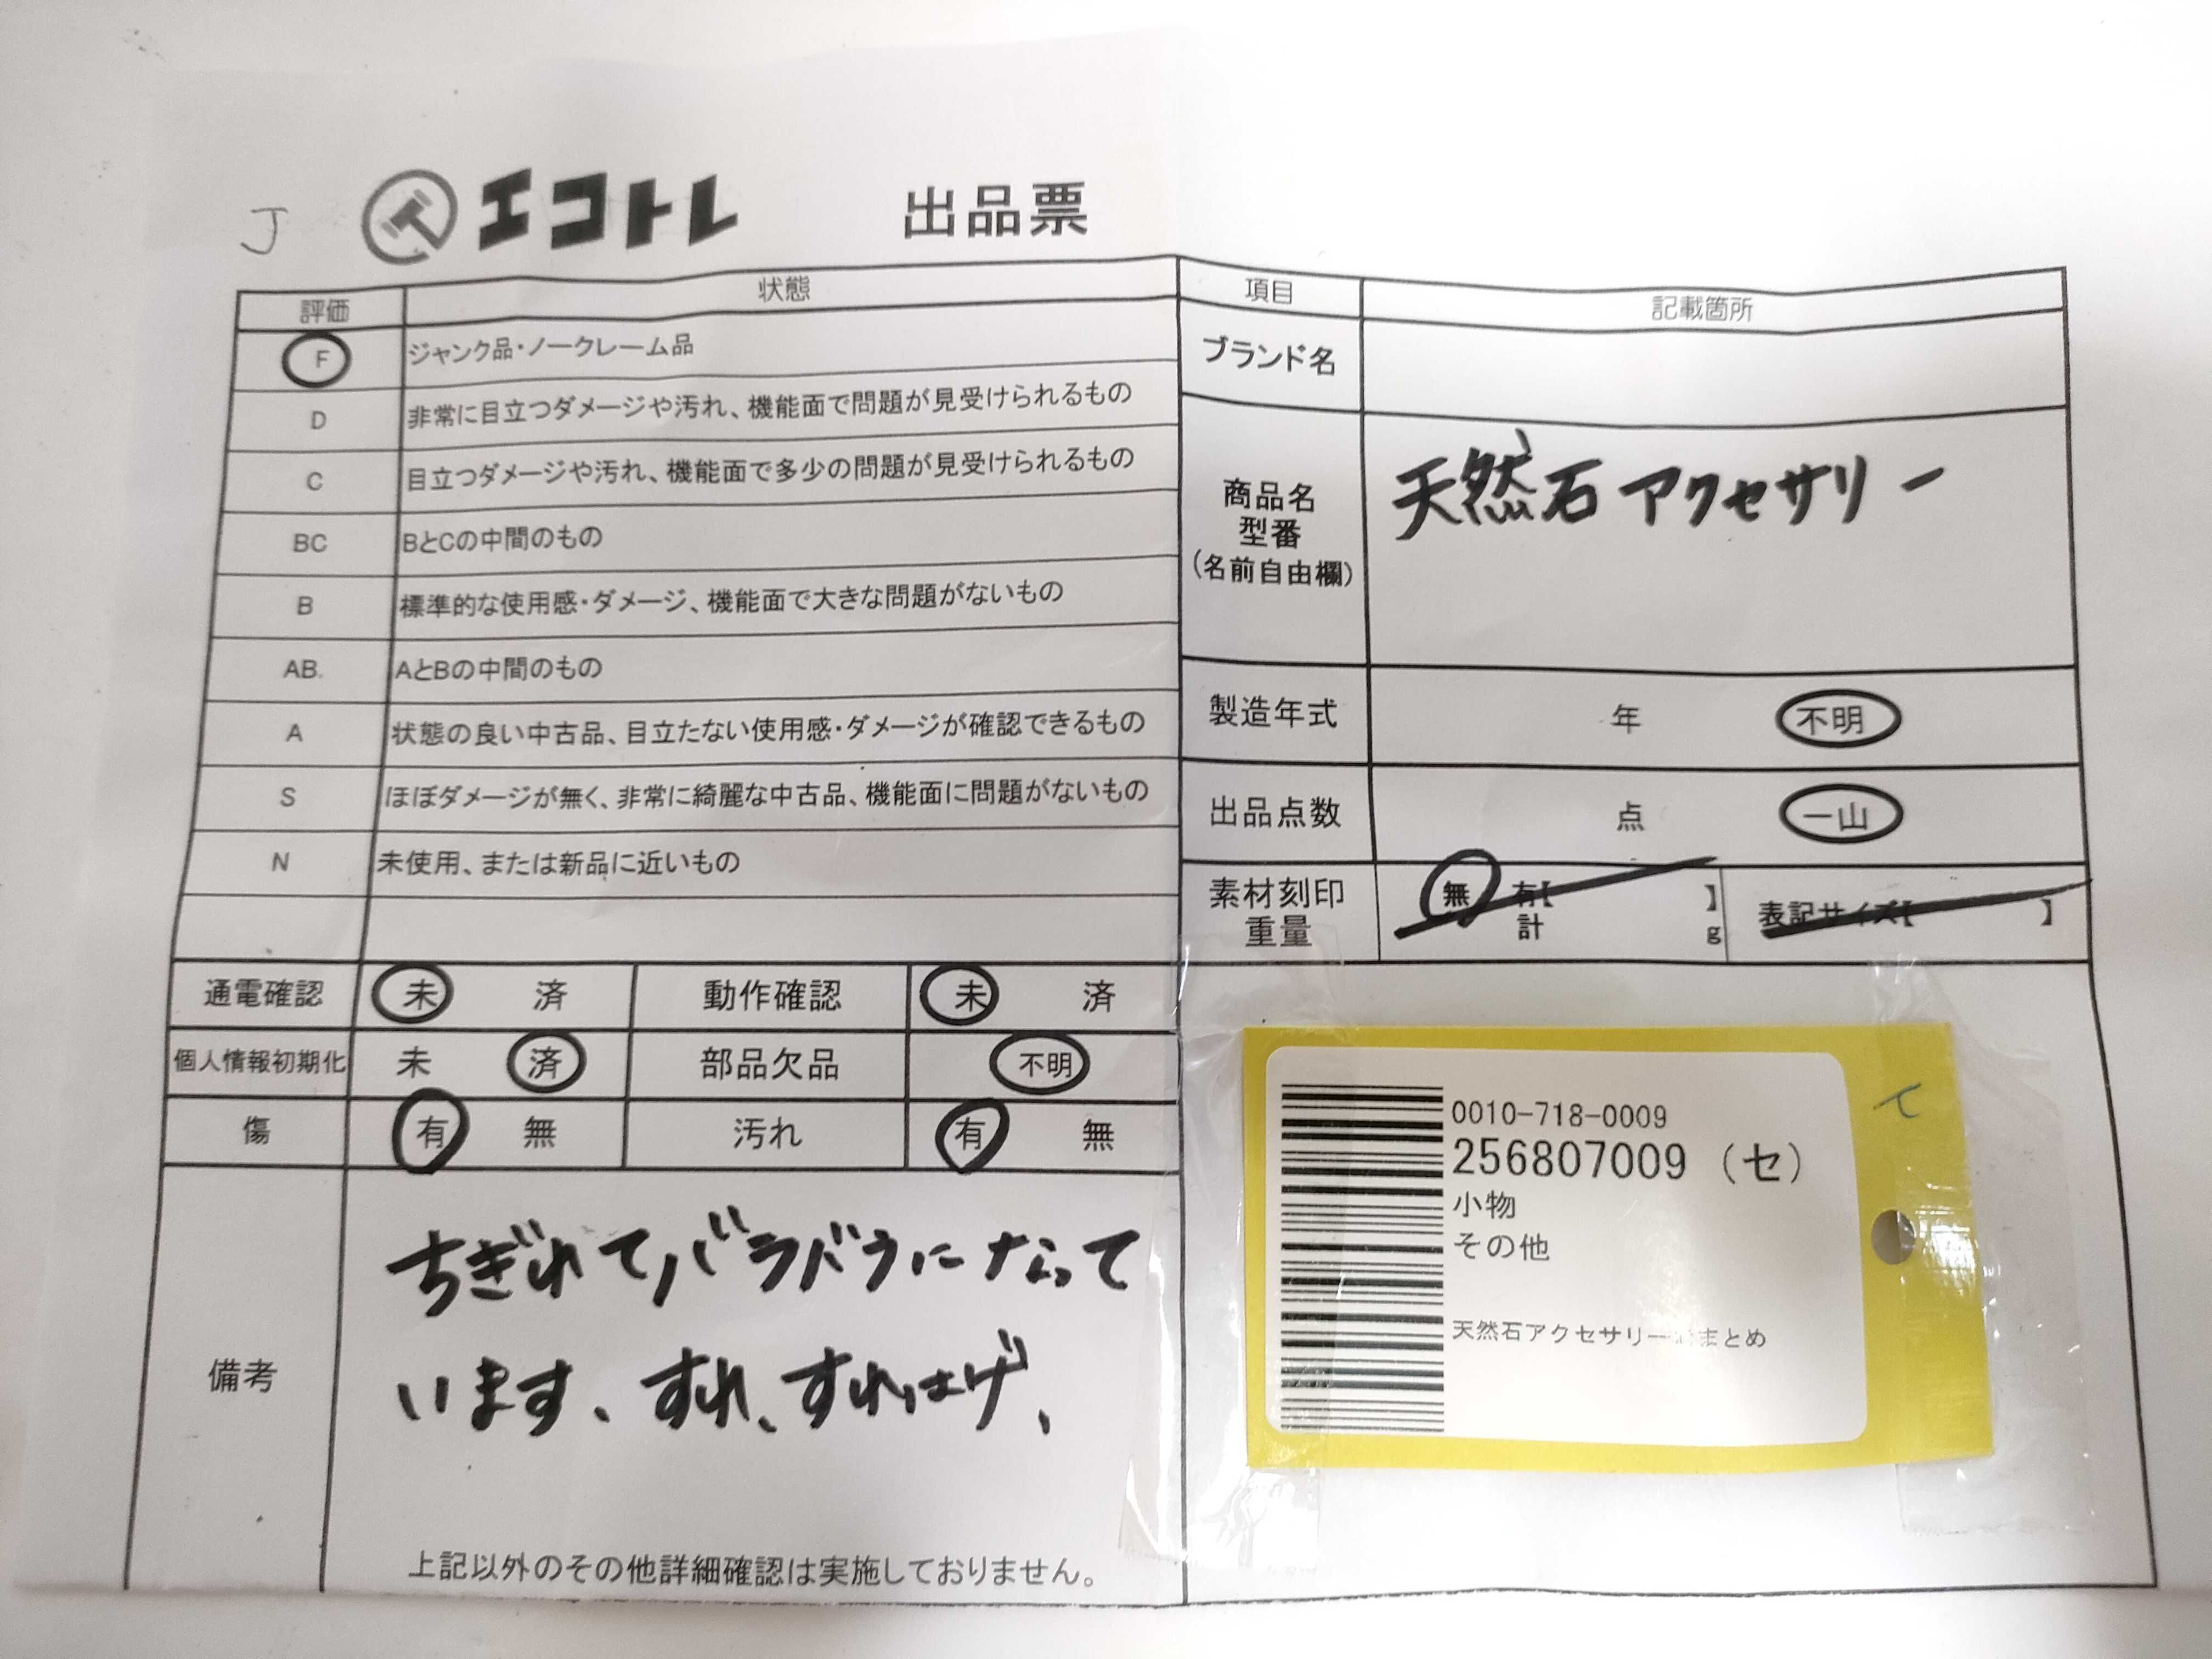 J
エコトレ 出品票
評価 状態
F ジャンク品・ノークレーム品
D 非常に目立つダメージや汚れ、機能面で問題が見受けられるもの
C 目立つダメージや汚れ、機能面で多少の問題が見受けられるもの
BC BとCの中間のもの
B 標準的な使用感・ダメージ、機能面で大きな問題がないもの
AB. AとBの中間のもの
A 状態の良い中古品、目立たない使用感・ダメージが確認できるもの
S ほぼダメージが無く、非常に綺麗な中古品、機能面に問題がないもの
N 未使用、または新品に近いもの
通電確認 未 済 動作確認 未 済
個人情報初期化 未 済 部品欠品 不明
傷 有 無 汚れ 有 無
備考
ちぎれてバラバラになって
います、すれ、すれはげ、
上記以外のその他詳細確認は実施しておりません。
項目 記載箇所
ブランド名
商品名
型番
(名前自由欄)
天然石アクセサリー
製造年式 年 不明
出品点数 点 一山
素材刻印
重量
無 有【 】
計 g
表記サイズ【 】
0010-718-0009
256807009 (セ)
小物
その他
天然石アクセサリー まとめ